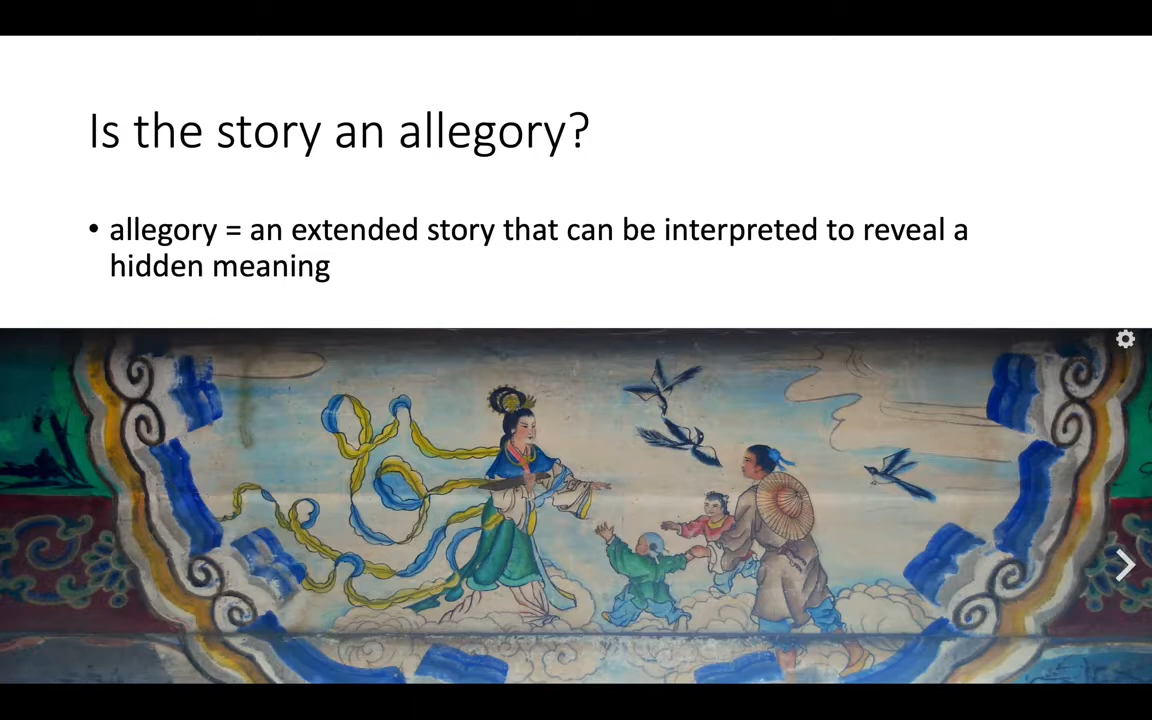 Is the story an allegory?
• allegory = an extended story that can be interpreted to reveal a
hidden meaning